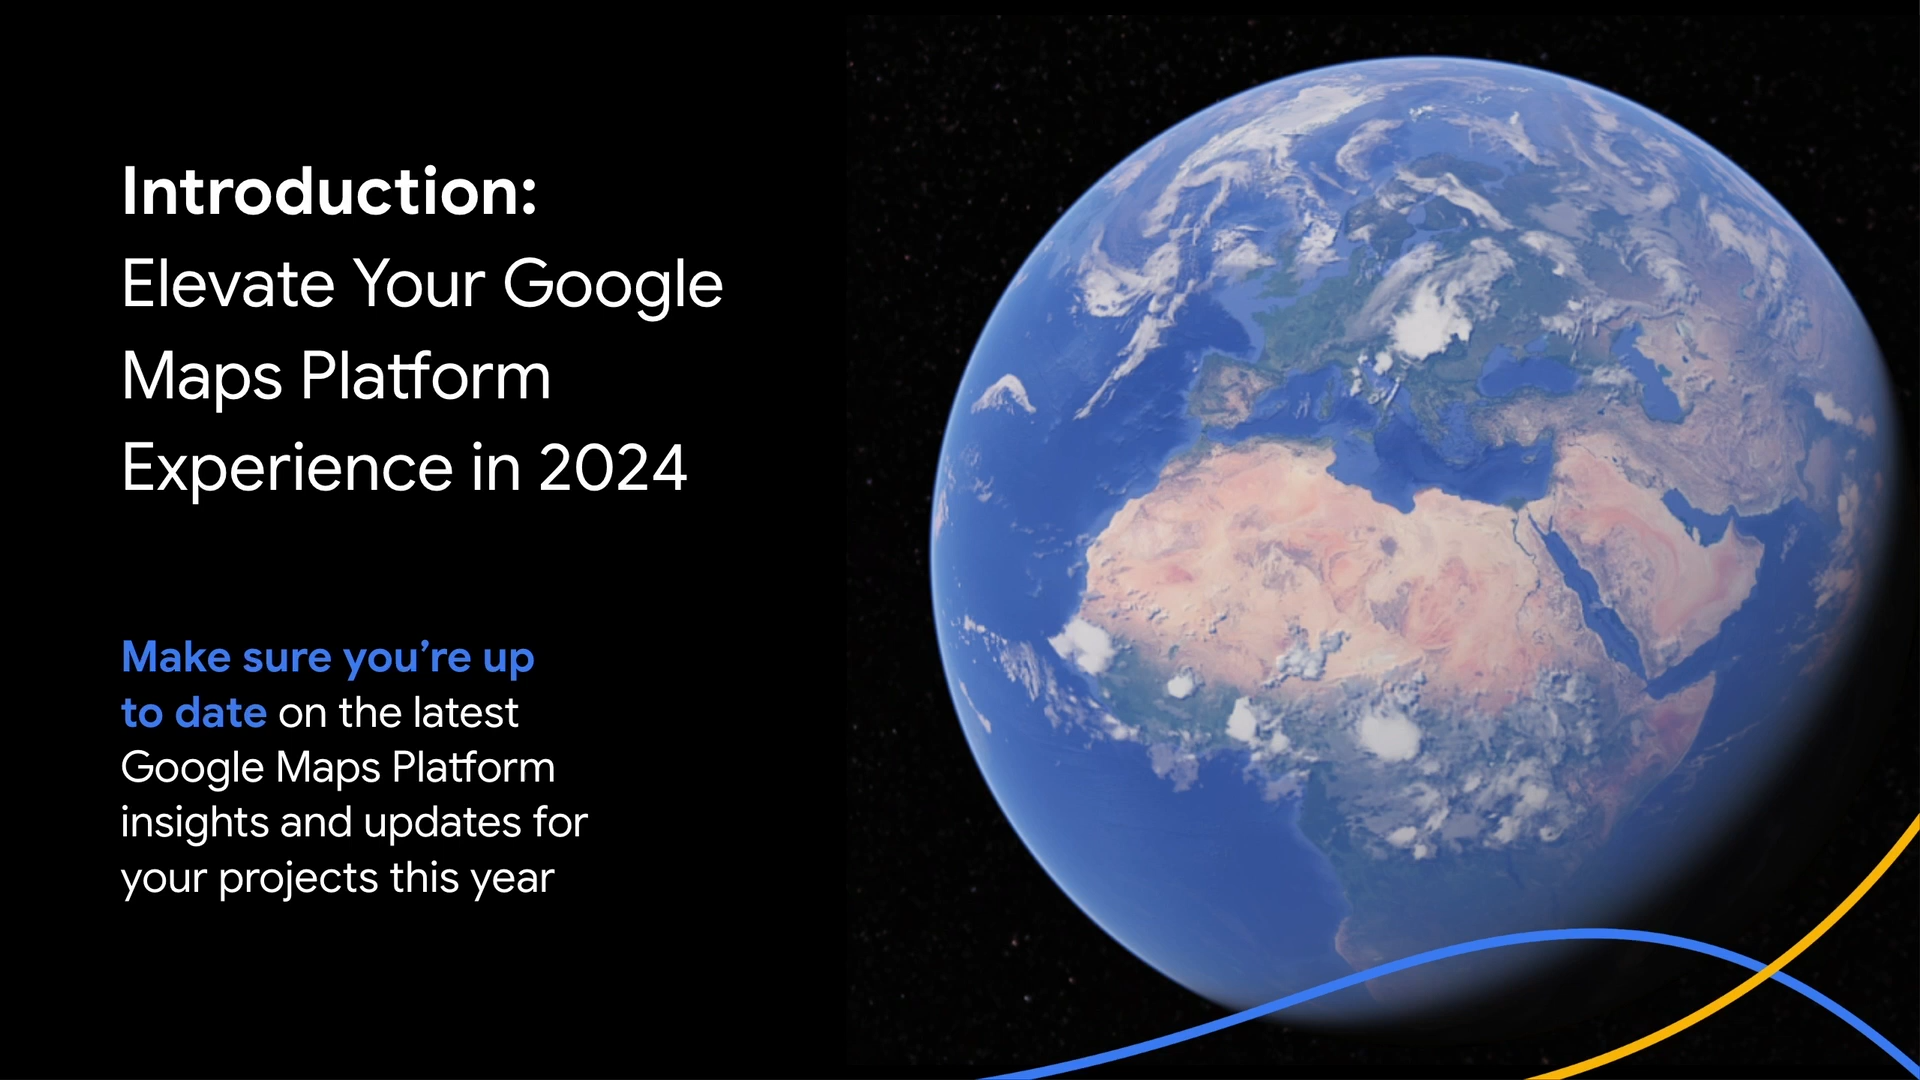 Introduction:
Elevate Your Google
Maps Platform
Experience in 2024
Make sure you’re up
to date on the latest
Google Maps Platform
insights and updates for
your projects this year